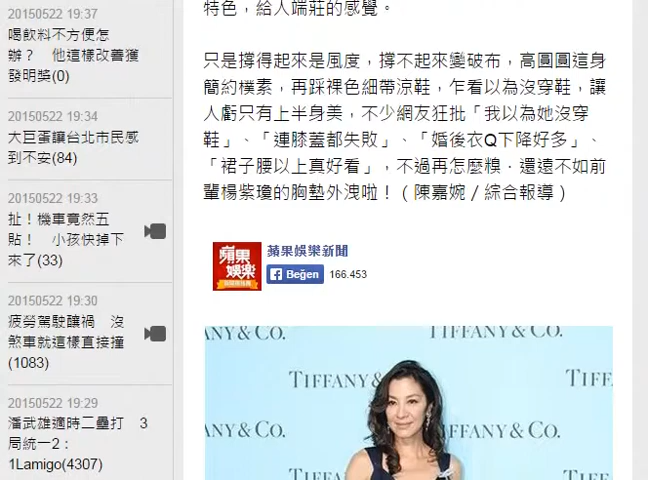 20150522 19:37
喝飲料不方便怎
辦？　他這樣改善獲
發明獎(0)
20150522 19:34
大巨蛋讓台北市民感
到不安(84)
20150522 19:33
扯！機車竟然五
貼！　小孩快掉下
來了(33)
20150522 19:30
疲勞駕駛釀禍　沒
煞車就這樣直接撞
(1083)
20150522 19:29
潘武雄適時二壘打　3
局統一2：
1Lamigo(4307)
特色，給人端莊的感覺。
只是撐得起來是風度，撐不起來變破布，高圓圓這身
簡約樸素，再踩裸色細帶涼鞋，乍看以為沒穿鞋，讓
人虧只有上半身美，不少網友狂批「我以為她沒穿
鞋」、「連膝蓋都失敗」、「婚後衣Q下降好多」、
「裙子腰以上真好看」，不過再怎麼糗．還遠不如前
輩楊紫瓊的胸墊外洩啦！（陳嘉婉／綜合報導）
蘋果
娛樂
蘋果娛樂新聞
Beğen 166.453
ANY & CO. TIFFANY & CO.
TIFFANY & TIFF
ANY & CO. ANY & CO.